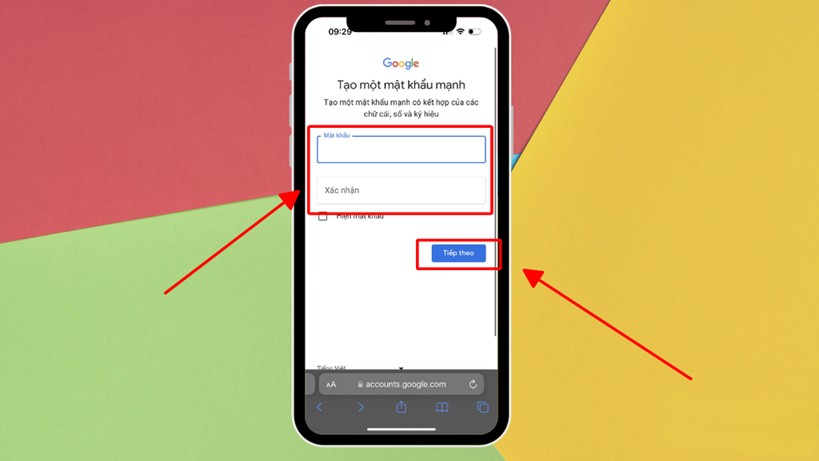 09:29
Google
Tạo một mật khẩu mạnh
Tạo một mật khẩu mạnh có kết hợp của các
chữ cái, số và ký hiệu
Mật khẩu
Xác nhận
Hiện mật khẩu
Tiếp theo
Tiếng Việt
AA accounts.google.com